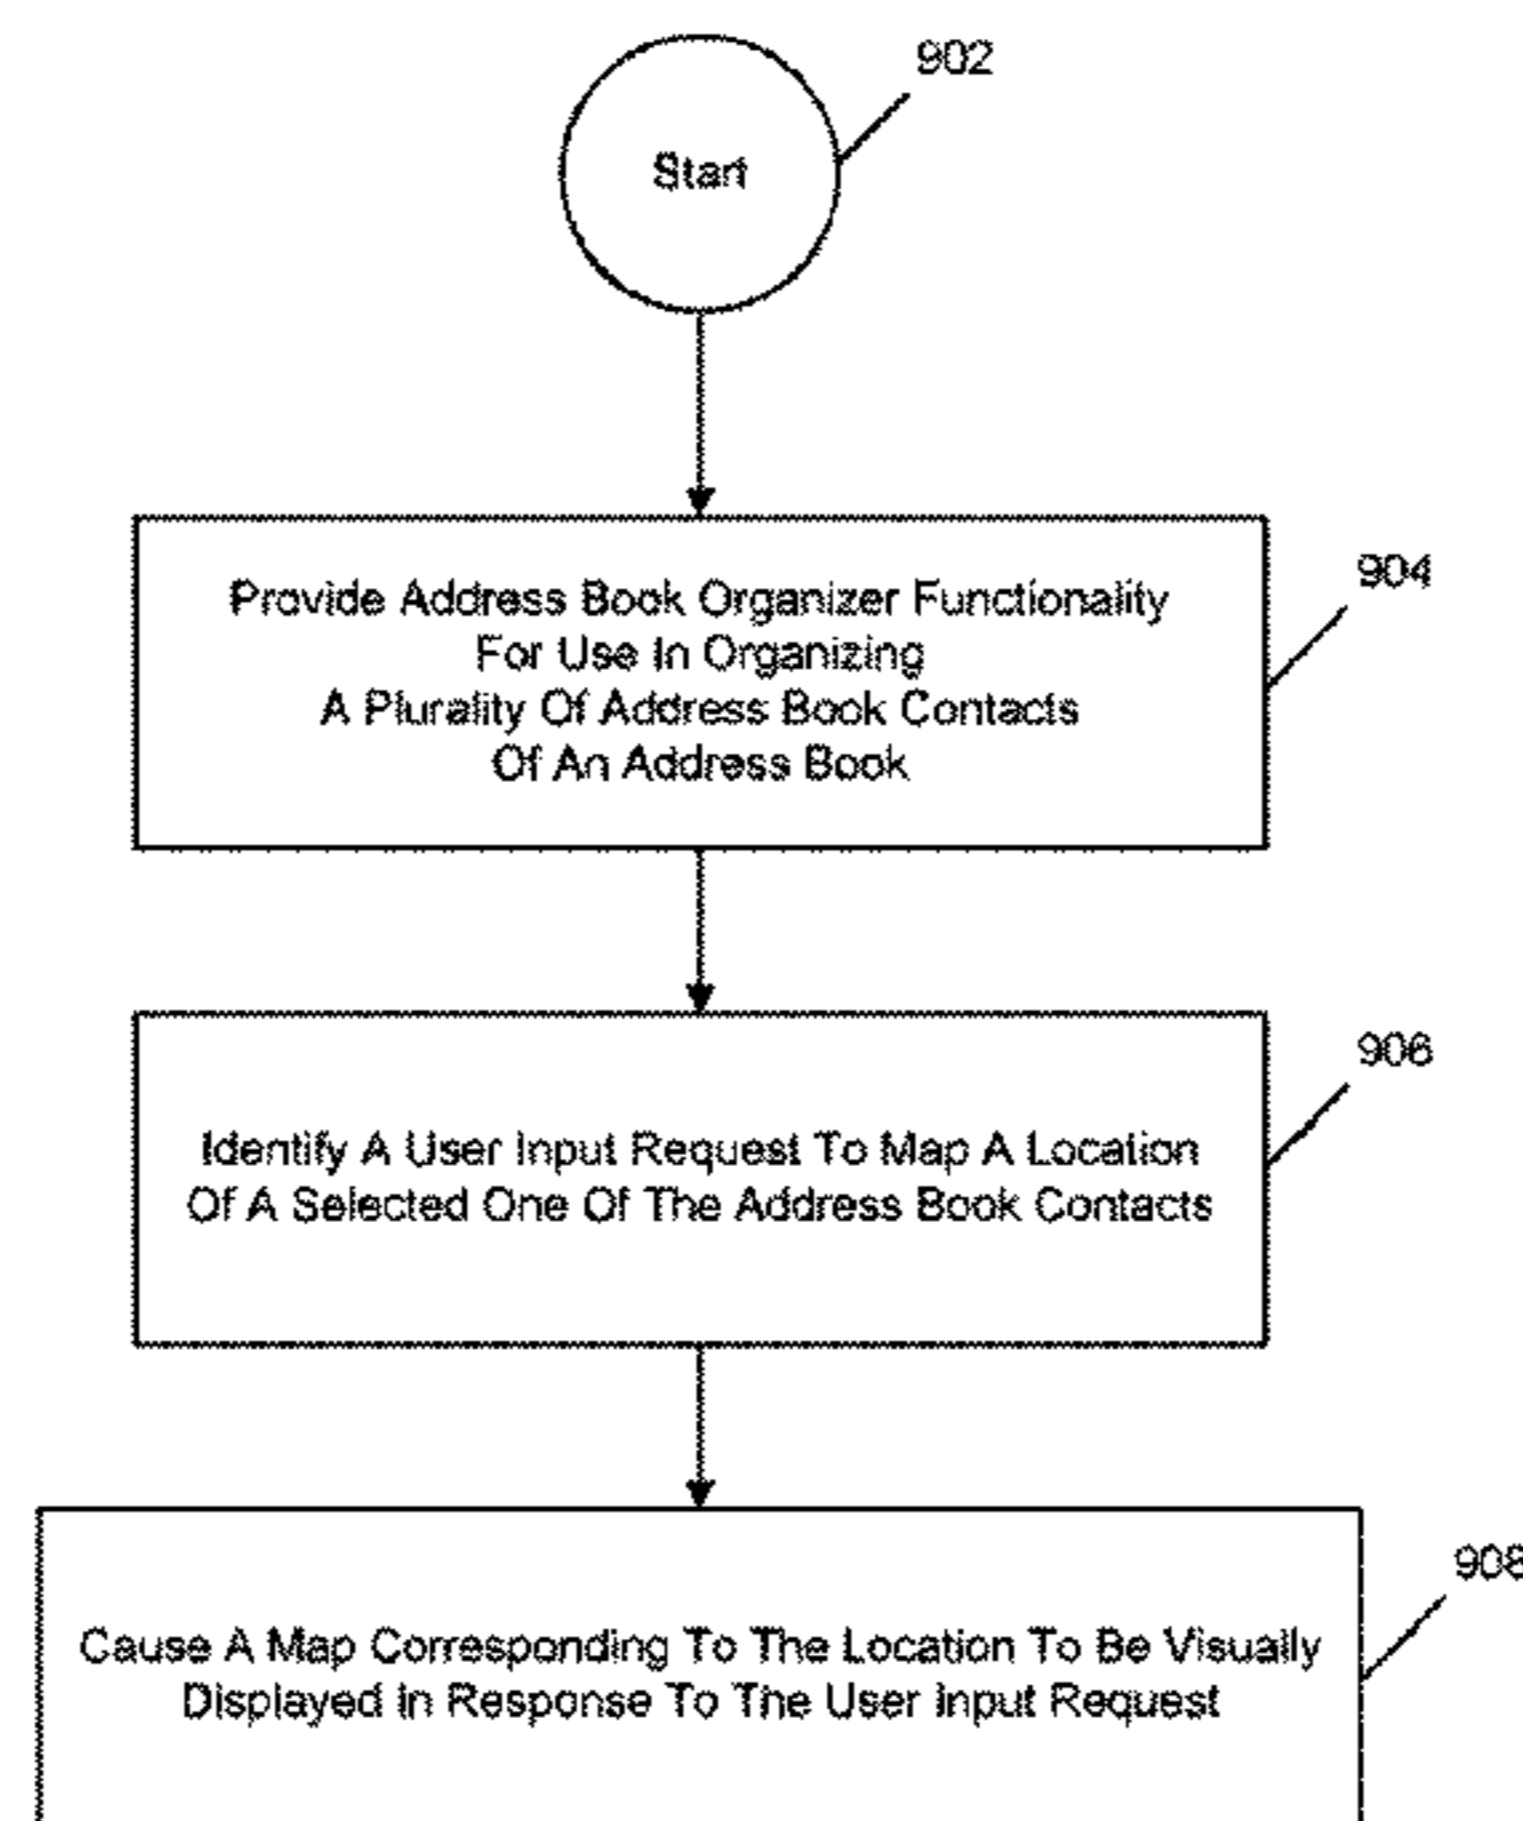 902
Start
904
Provide Address Book Organizer Functionality
For Use In Organizing
A Plurality Of Address Book Contacts
Of An Address Book
906
Identify A User Input Request To Map A Location
Of A Selected One Of The Address Book Contacts
908
Cause A Map Corresponding To The Location To Be Visually
Displayed In Response To The User Input Request